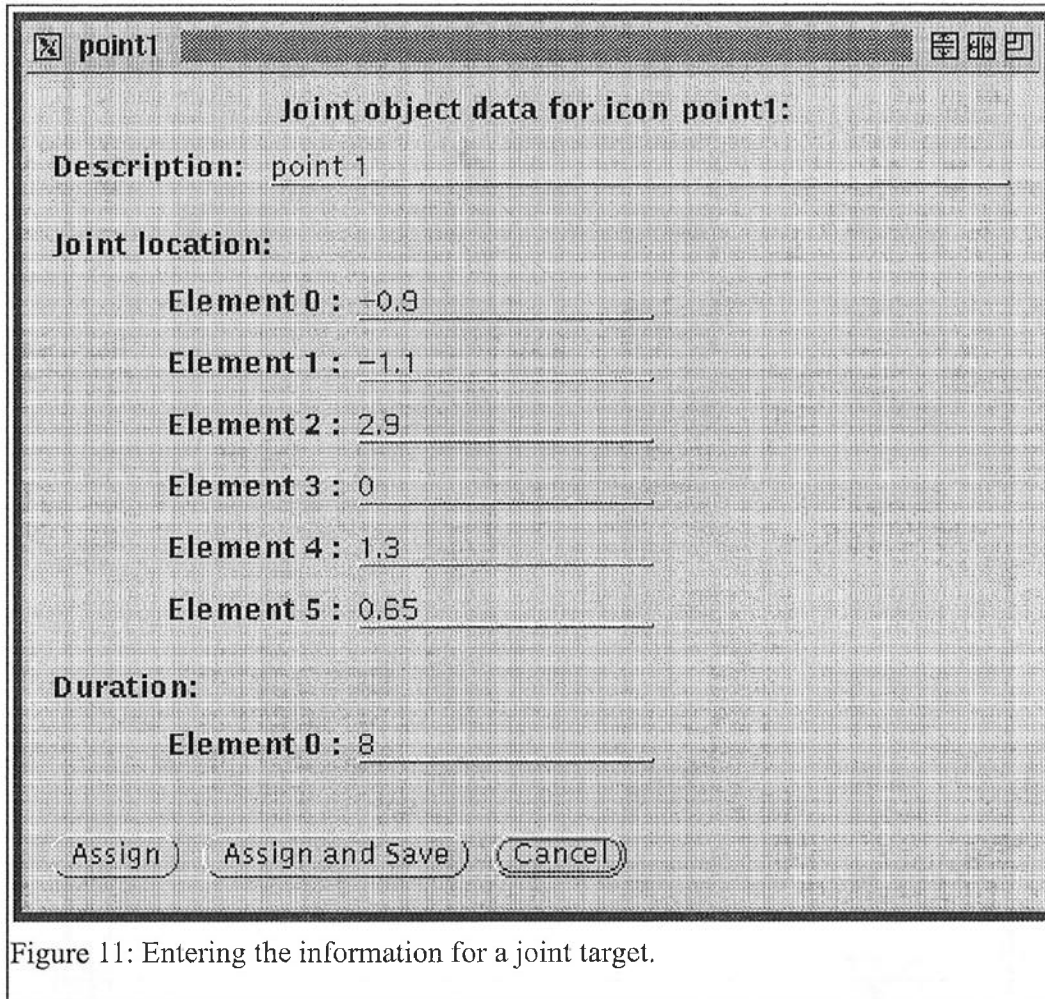 point1
Joint object data for icon point1:
Description: point 1
Joint location:
Element 0 : -0.9
Element 1 : -1.1
Element 2 : 2.9
Element 3 : 0
Element 4 : 1.3
Element 5 : 0.65
Duration:
Element 0 : 8
Assign Assign and Save Cancel
Figure 11: Entering the information for a joint target.